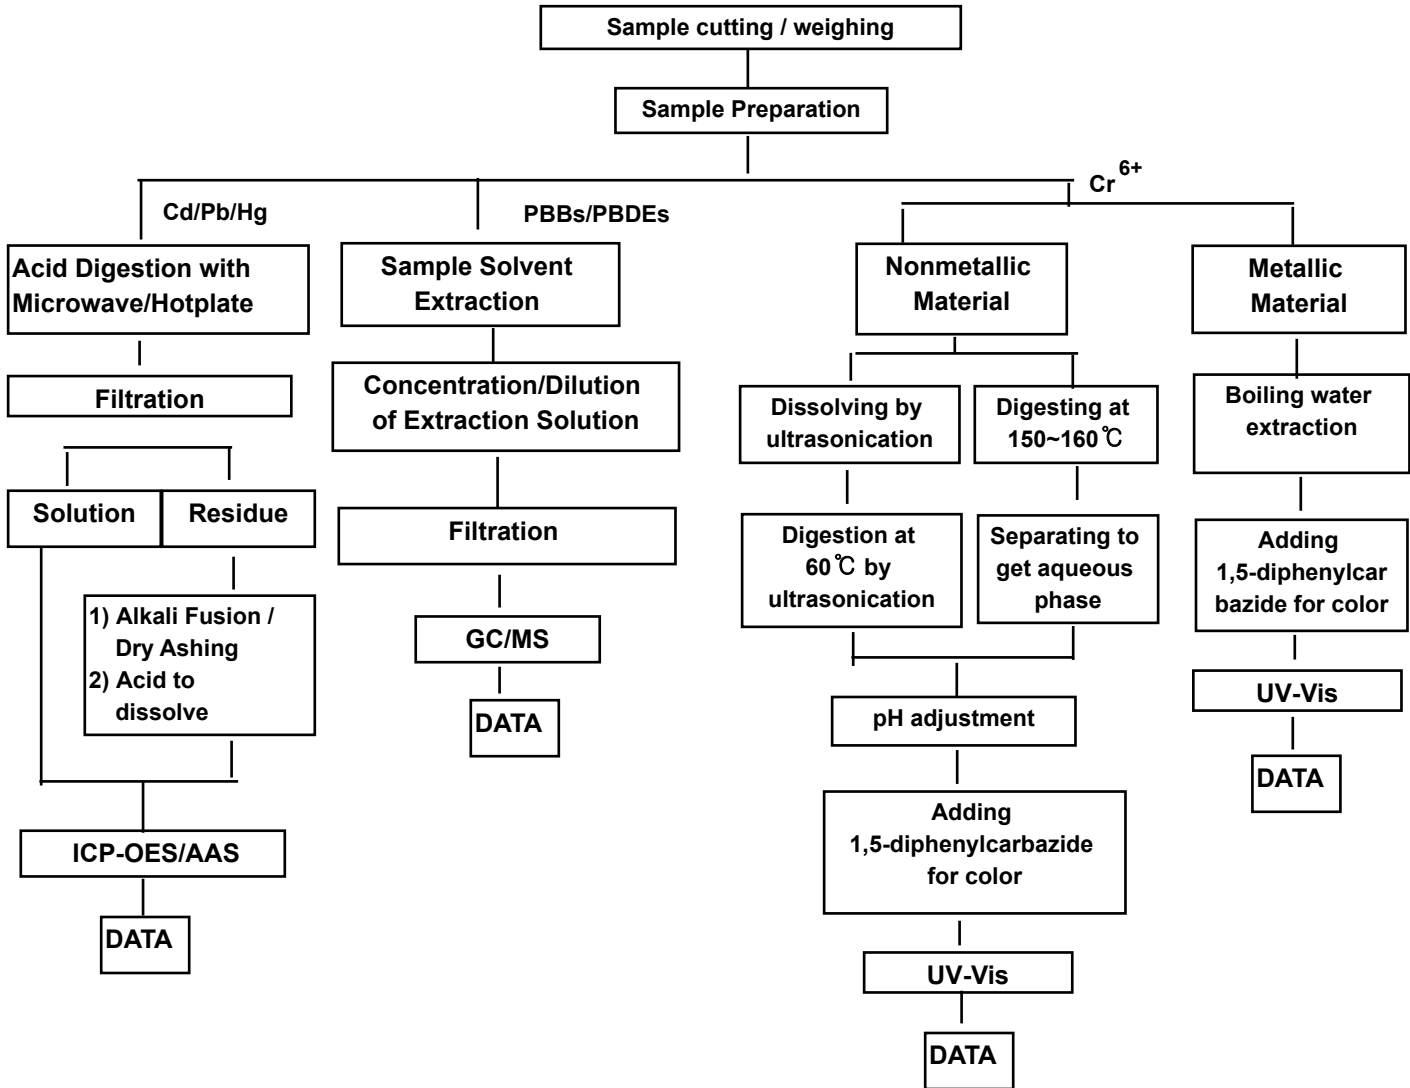 Sample cutting / weighing
Sample Preparation
Cd/Pb/Hg
PBBs/PBDEs
Cr 6+
Acid Digestion with
Microwave/Hotplate
Filtration
Solution
Residue
1) Alkali Fusion /
Dry Ashing
2) Acid to
dissolve
ICP-OES/AAS
DATA
Sample Solvent
Extraction
Concentration/Dilution
of Extraction Solution
Filtration
GC/MS
DATA
Nonmetallic
Material
Dissolving by
ultrasonication
Digestion at
60℃ by
ultrasonication
Digesting at
150~160℃
Separating to
get aqueous
phase
pH adjustment
Adding
1,5-diphenylcarbazide
for color
UV-Vis
DATA
Metallic
Material
Boiling water
extraction
Adding
1,5-diphenylcar
bazide for color
UV-Vis
DATA